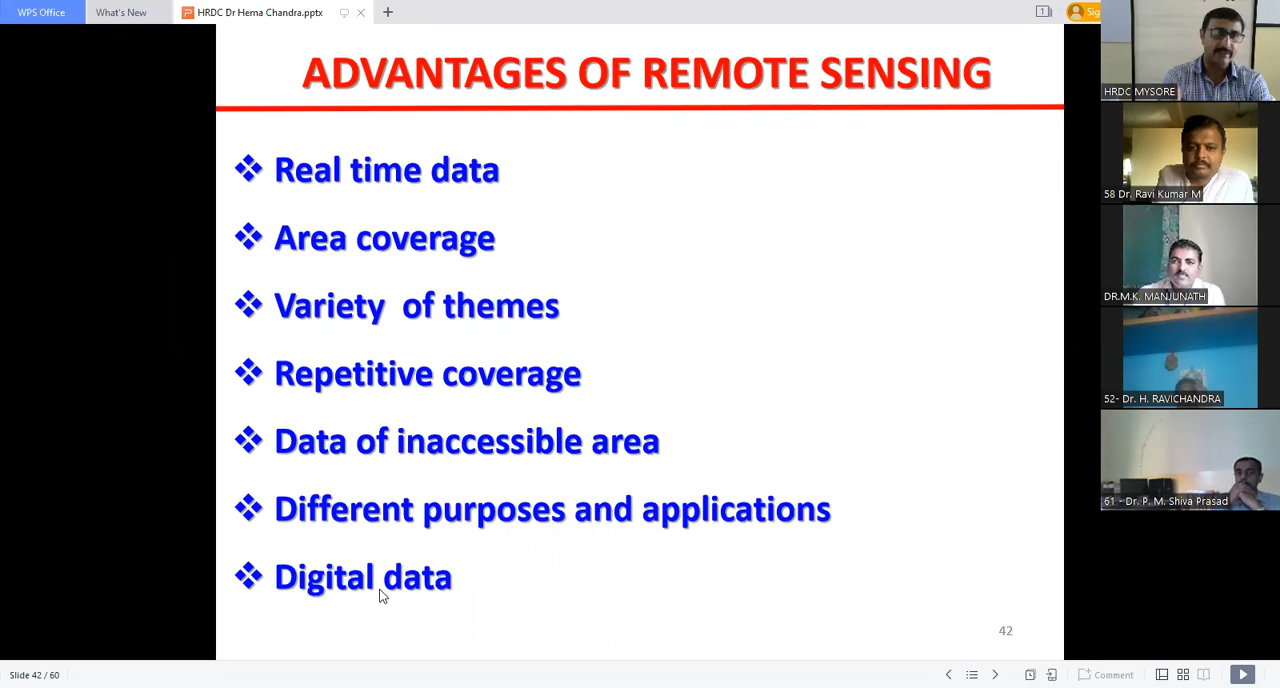 WPS Office
What's New
HRDC Dr Hema Chandra.pptx
1
Sig
ADVANTAGES OF REMOTE SENSING
Real time data
Area coverage
Variety of themes
Repetitive coverage
Data of inaccessible area
Different purposes and applications
Digital data
42
HRDC MYSORE
58 Dr. Ravi Kumar M
DR.M.K. MANJUNATH
52- Dr. H. RAVICHANDRA
61 - Dr. P. M. Shiva Prasad
Slide 42 / 60
Comment